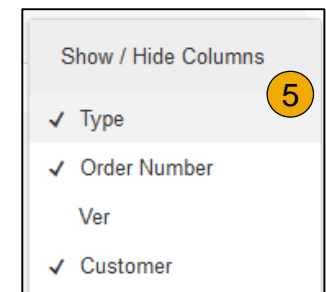 Show / Hide Columns
5
✓ Type
✓ Order Number
Ver
✓ Customer